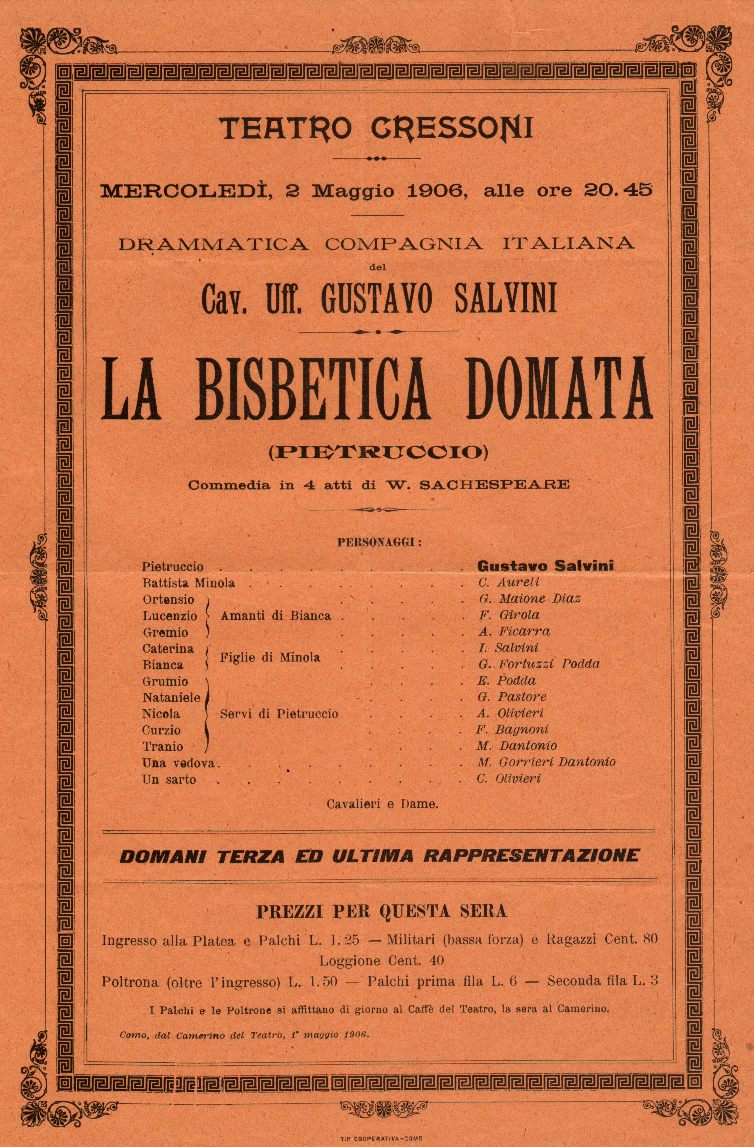 TEATRO CRESSONI
MERCOLEDÌ, 2 Maggio 1906, alle ore 20.45
DRAMMATICA COMPAGNIA ITALIANA
del
Cav. Uff. GUSTAVO SALVINI
LA BISBETICA DOMATA
(PIETRUCCIO)
Commedia in 4 atti di W. SACHESPEARE
PERSONAGGI:
Pietruccio . . . . . . . . . Gustavo Salvini
Battista Minola . . . . . . . . C. Aureli
Ortensio . . . . G. Maione Diaz
Lucenzio Amanti di Bianca . . . . . F. Girola
Gremio . . . . A. Ficarra
Caterina . . . . I. Salvini
Figlie di Minola
Bianca . . . . G. Fortuzzi Podda
Grumio . . . . E. Podda
Nataniele . . . . G. Pastore
Nicola Servi di Pietruccio . . . . A. Olivieri
Curzio . . . . F. Bagnoni
Tranio . . . . M. Dantonio
Una vedova . . . . . . . . . M. Gorrieri Dantonio
Un sarto . . . . . . . . . C. Olivieri
Cavalieri e Dame.
DOMANI TERZA ED ULTIMA RAPPRESENTAZIONE
PREZZI PER QUESTA SERA
Ingresso alla Platea e Palchi L. 1.25 — Militari (bassa forza) e Ragazzi Cent. 80
Loggione Cent. 40
Poltrona (oltre l'ingresso) L. 1.50 — Palchi prima fila L. 6 — Seconda fila L. 3
I Palchi e le Poltrone si affittano di giorno al Caffè del Teatro, la sera al Camerino.
Como, dal Camerino del Teatro, 1° maggio 1906.
TIP. COOPERATIVA - COMO